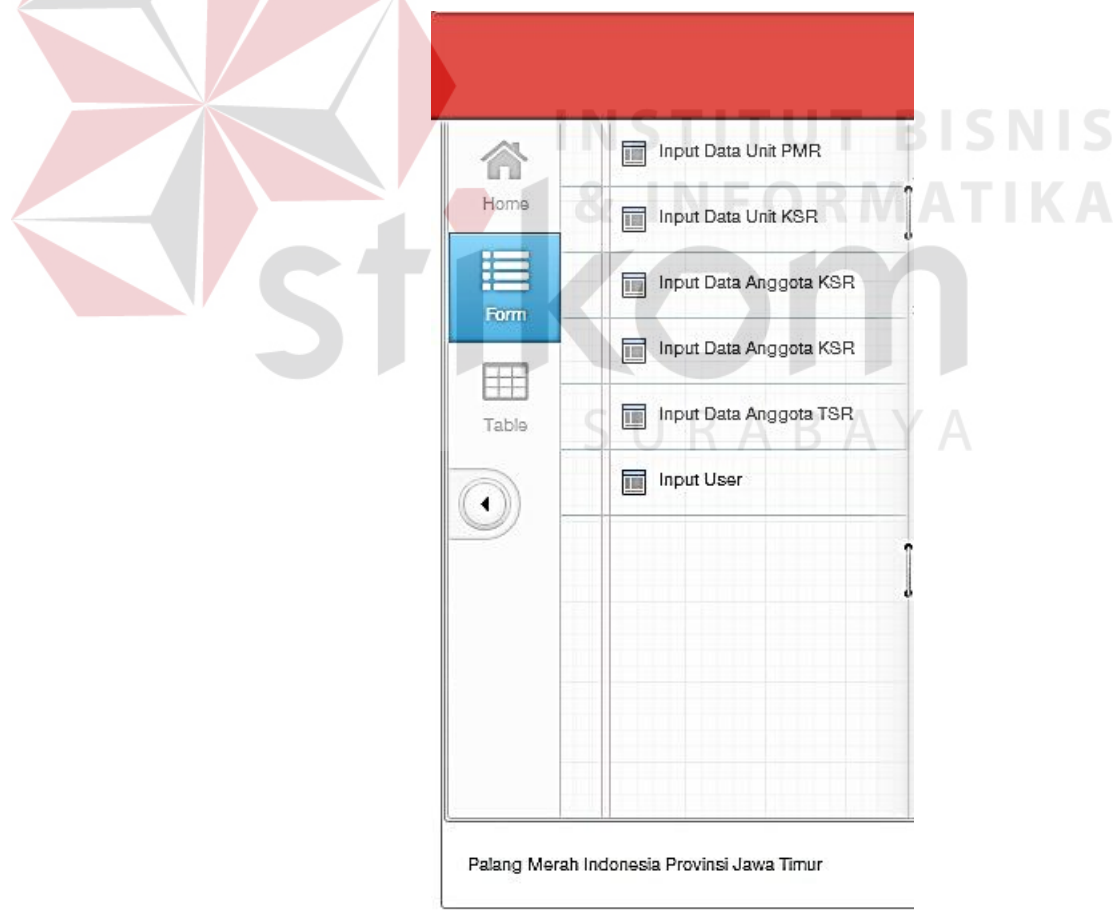 INSTITUT BISNIS
& INFORMATIKA
stikom
SURABAYA
Home
Form
Table
Input Data Unit PMR
Input Data Unit KSR
Input Data Anggota KSR
Input Data Anggota KSR
Input Data Anggota TSR
Input User
Palang Merah Indonesia Provinsi Jawa Timur